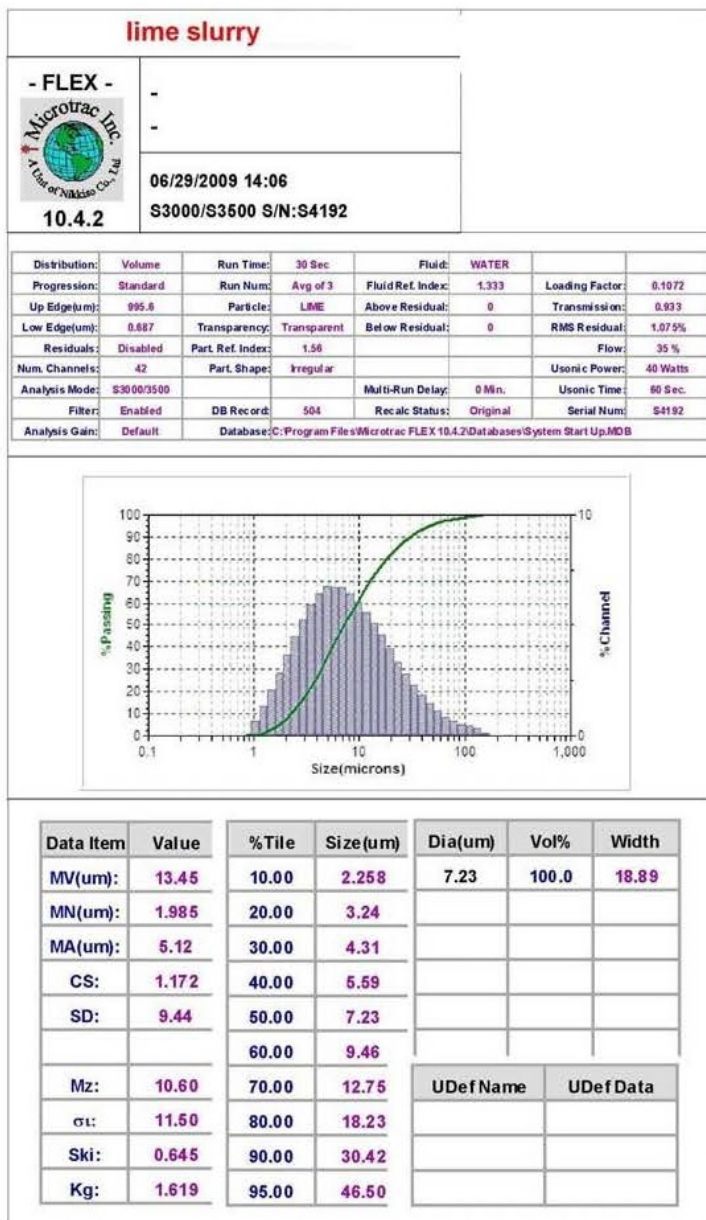 lime slurry
- FLEX -
Microtrac Inc.
A Unit of Nikkiso Co., Ltd
10.4.2
-
-
06/29/2009 14:06
S3000/S3500 S/N:S4192
Distribution: Volume Run Time: 30 Sec Fluid: WATER
Progression: Standard Run Num: Avg of 3 Fluid Ref. Index: 1.333 Loading Factor: 0.1072
Up Edge(um): 995.6 Particle: LIME Above Residual: 0 Transmission: 0.933
Low Edge(um): 0.687 Transparency: Transparent Below Residual: 0 RMS Residual: 1.075%
Residuals: Disabled Part. Ref. Index: 1.56 Flow: 35 %
Num. Channels: 42 Part. Shape: Irregular Usonic Power: 40 Watts
Analysis Mode: S3000/3500 Multi-Run Delay: 0 Min. Usonic Time: 60 Sec.
Filter: Enabled DB Record: 504 Recalc Status: Original Serial Num: S4192
Analysis Gain: Default Database: C:\Program Files\Microtrac FLEX 10.4.2\Databases\System Start Up.MDB
100
90
80
70
60
50
40
30
20
10
0
%Passing
10
0
%Channel
0.1 1 10 100 1,000
Size(microns)
Data Item Value
MV(um): 13.45
MN(um): 1.985
MA(um): 5.12
CS: 1.172
SD: 9.44
Mz: 10.60
σι: 11.50
Ski: 0.645
Kg: 1.619
%Tile Size(um)
10.00 2.258
20.00 3.24
30.00 4.31
40.00 5.59
50.00 7.23
60.00 9.46
70.00 12.75
80.00 18.23
90.00 30.42
95.00 46.50
Dia(um) Vol% Width
7.23 100.0 18.89
UDef Name UDef Data